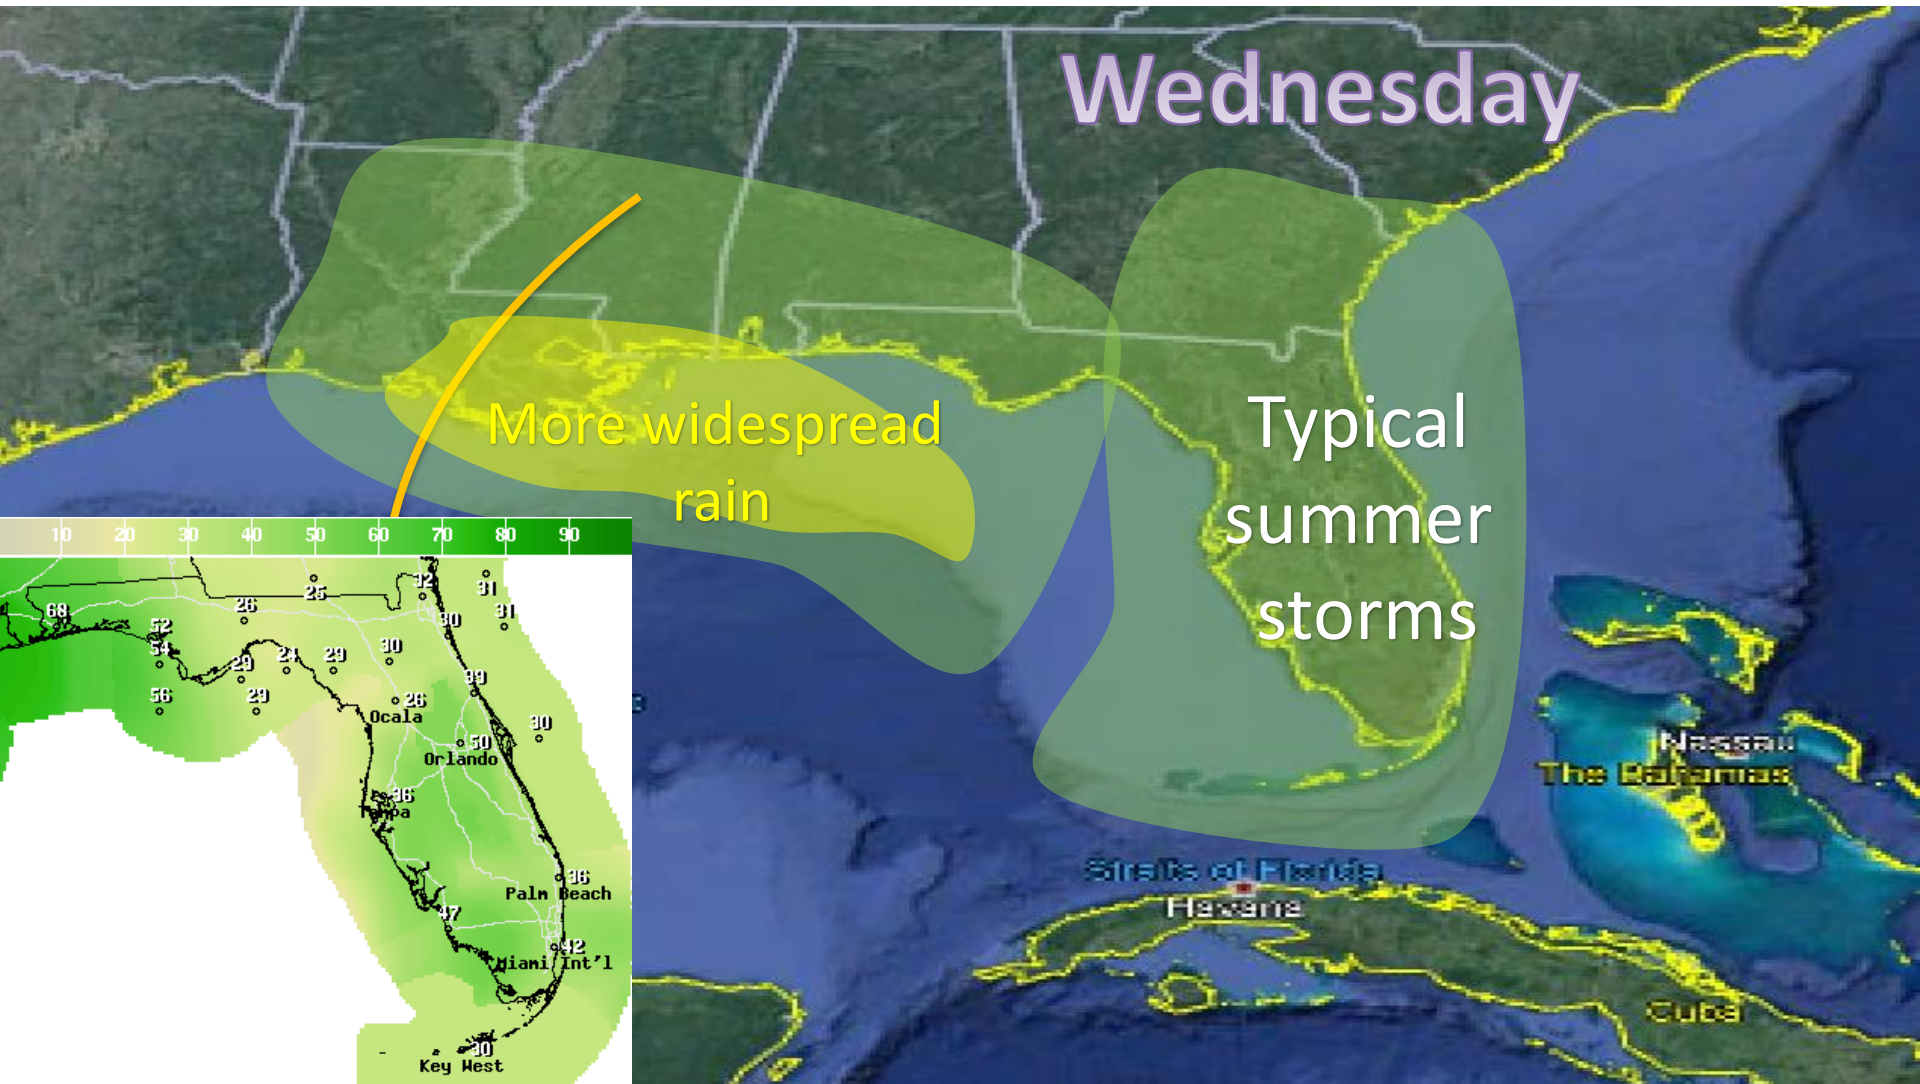 Wednesday
More widespread
rain
Typical
summer
storms
10 20 30 40 50 60 70 80 90
32
31
25
68
26
31
52
30
54
30
29
24
29
39
56
29
26
Ocala
30
50
Orlando
36
Tampa
36
Palm Beach
47
42
Miami Int'l
30
Key West
Nassau
The Bahamas
Straits of Florida
Havana
Cuba